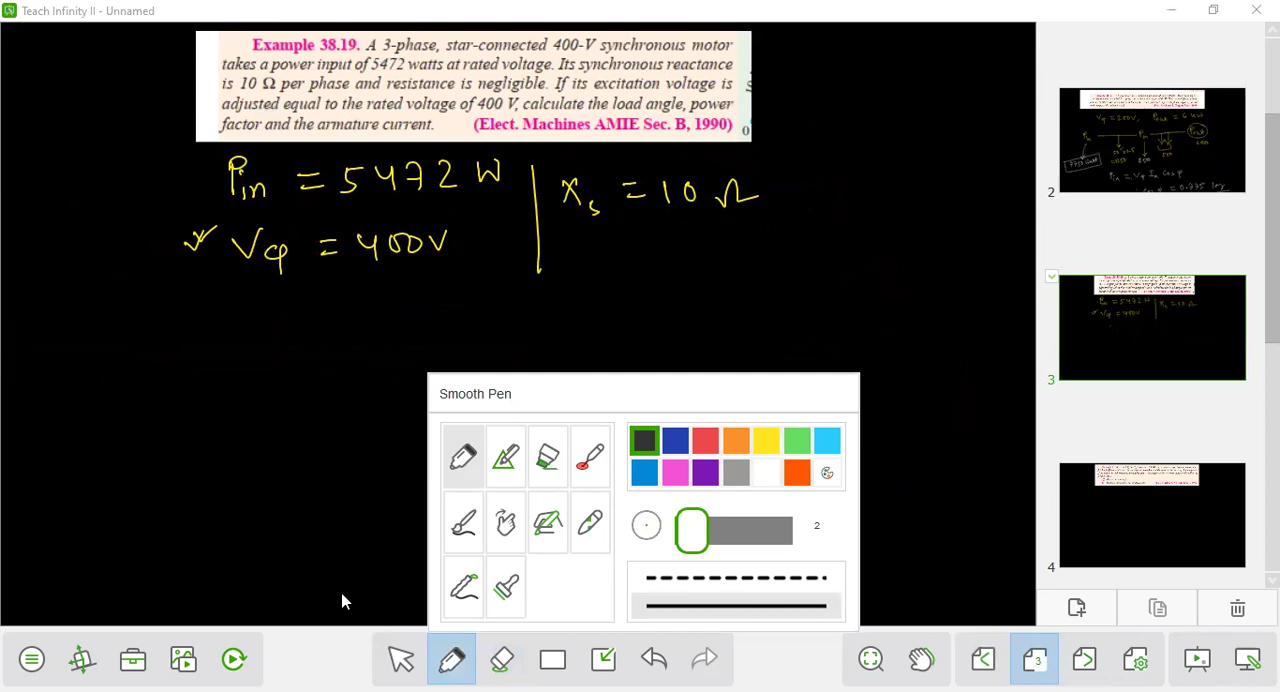 Teach Infinity II - Unnamed
Example 38.19. A 3-phase, star-connected 400-V synchronous motor
takes a power input of 5472 watts at rated voltage. Its synchronous reactance
is 10 Ω per phase and resistance is negligible. If its excitation voltage is
adjusted equal to the rated voltage of 400 V, calculate the load angle, power
factor and the armature current. (Elect. Machines AMIE Sec. B, 1990)
Pin = 5472 W
Xs = 10 Ω
Vφ = 400V
Smooth Pen
2
2
3
4
3